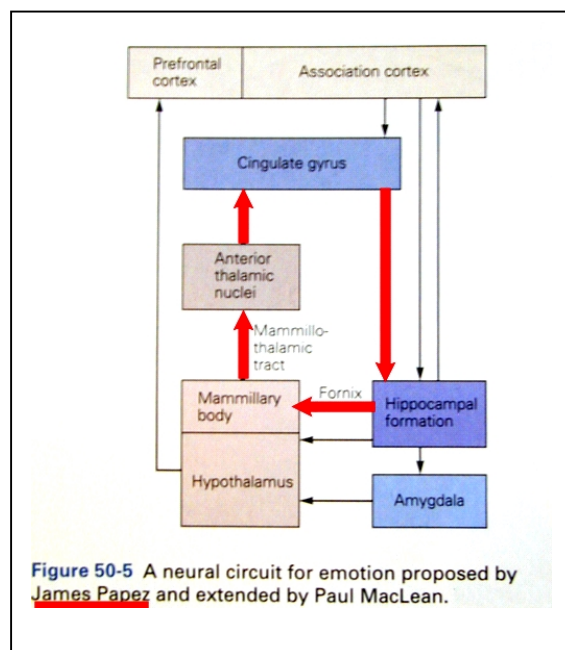 Prefrontal
cortex
Association cortex
Cingulate gyrus
Anterior
thalamic
nuclei
Mammillo-
thalamic
tract
Mammillary
body
Fornix
Hippocampal
formation
Hypothalamus
Amygdala
Figure 50-5 A neural circuit for emotion proposed by
James Papez and extended by Paul MacLean.